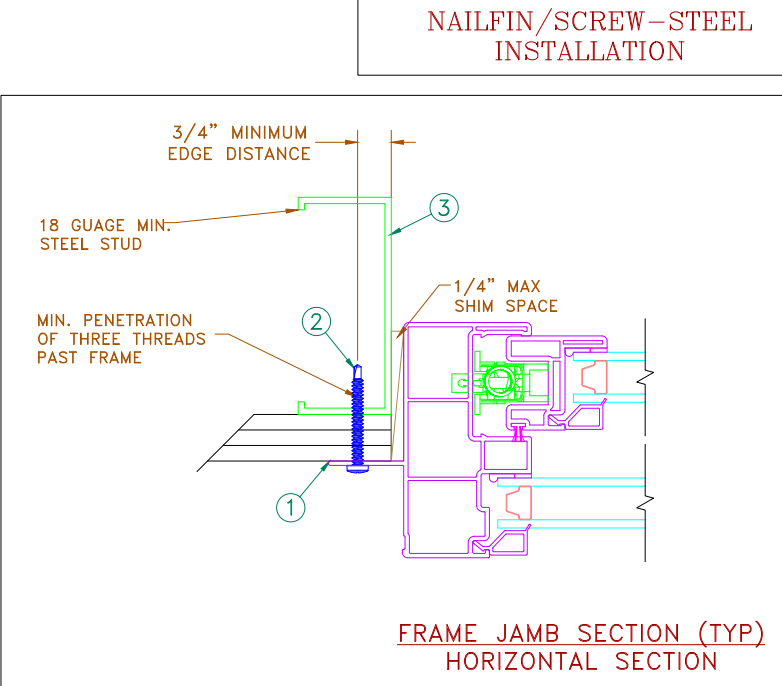 NAILFIN/SCREW-STEEL
INSTALLATION
3/4" MINIMUM
EDGE DISTANCE
3
18 GUAGE MIN.
STEEL STUD
1/4" MAX
SHIM SPACE
2
MIN. PENETRATION
OF THREE THREADS
PAST FRAME
1
FRAME JAMB SECTION (TYP)
HORIZONTAL SECTION